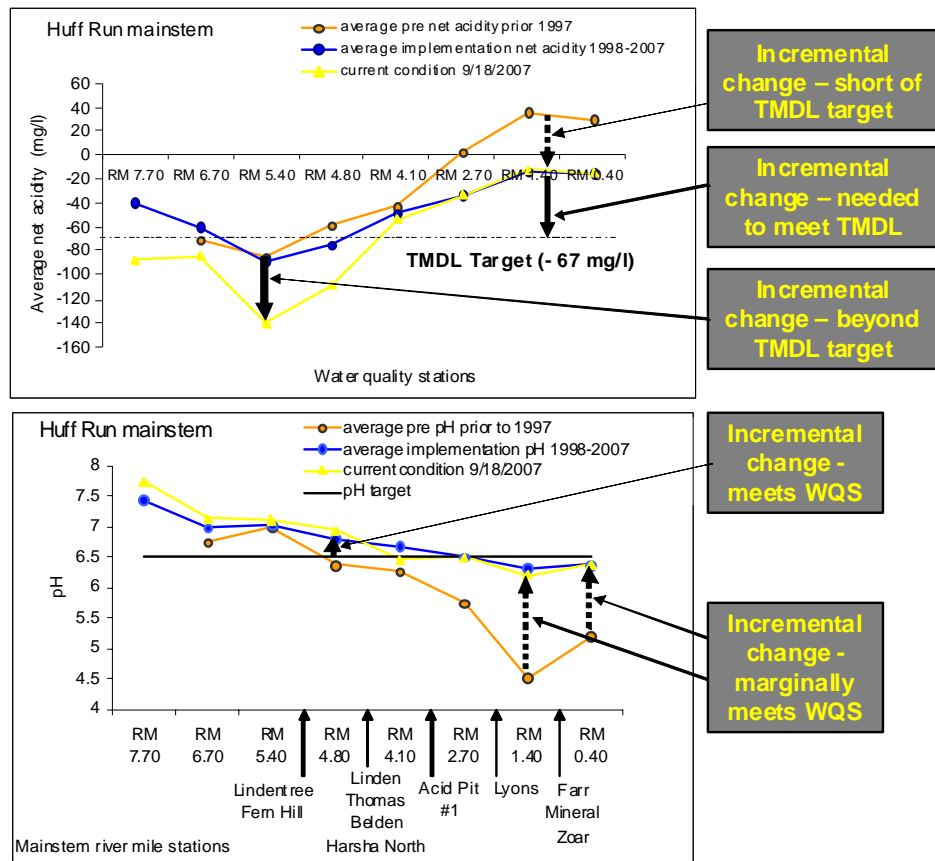 Huff Run mainstem
average pre net acidity prior 1997
average implementation net acidity 1998-2007
current condition 9/18/2007
Average net acidity (mg/l)
60
40
20
0
-20
-40
-60
-80
-100
-120
-140
-160
RM 7.70 RM 6.70 RM 5.40 RM 4.80 RM 4.10 RM 2.70 RM 1.40 RM 0.40
TMDL Target (- 67 mg/l)
Water quality stations
Incremental
change – short of
TMDL target
Incremental
change – needed
to meet TMDL
Incremental
change – beyond
TMDL target
Huff Run mainstem
average pre pH prior to 1997
average implementation pH 1998-2007
current condition 9/18/2007
pH target
pH
8
7.5
7
6.5
6
5.5
5
4.5
4
RM RM RM RM RM RM RM RM
7.70 6.70 5.40 4.80 4.10 2.70 1.40 0.40
Lindentree
Fern Hill
Linden
Thomas
Belden
Harsha North
Acid Pit
#1
Lyons
Farr
Mineral
Zoar
Mainstem river mile stations
Incremental
change -
meets WQS
Incremental
change -
marginally
meets WQS